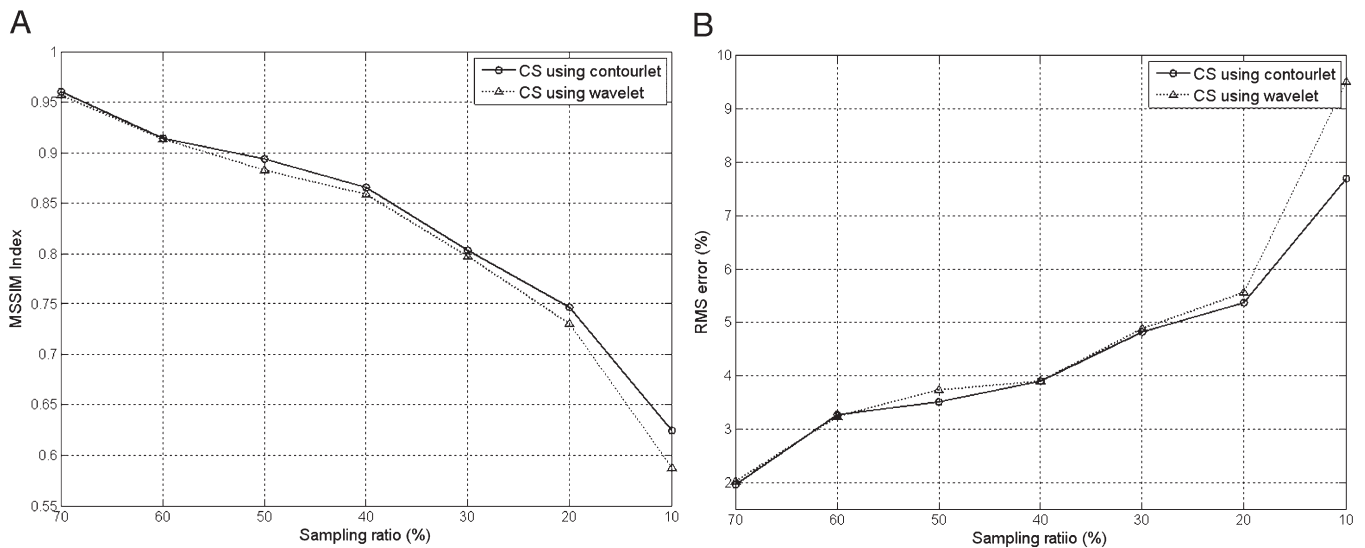 A
1
0.95
0.9
0.85
0.8
0.75
0.7
0.65
0.6
0.55
MSSIM Index
CS using contourlet
CS using wavelet
70 60 50 40 30 20 10
Sampling ratio (%)
B
10
9
8
7
6
5
4
3
2
RMS error (%)
CS using contourlet
CS using wavelet
70 60 50 40 30 20 10
Sampling ratiio (%)